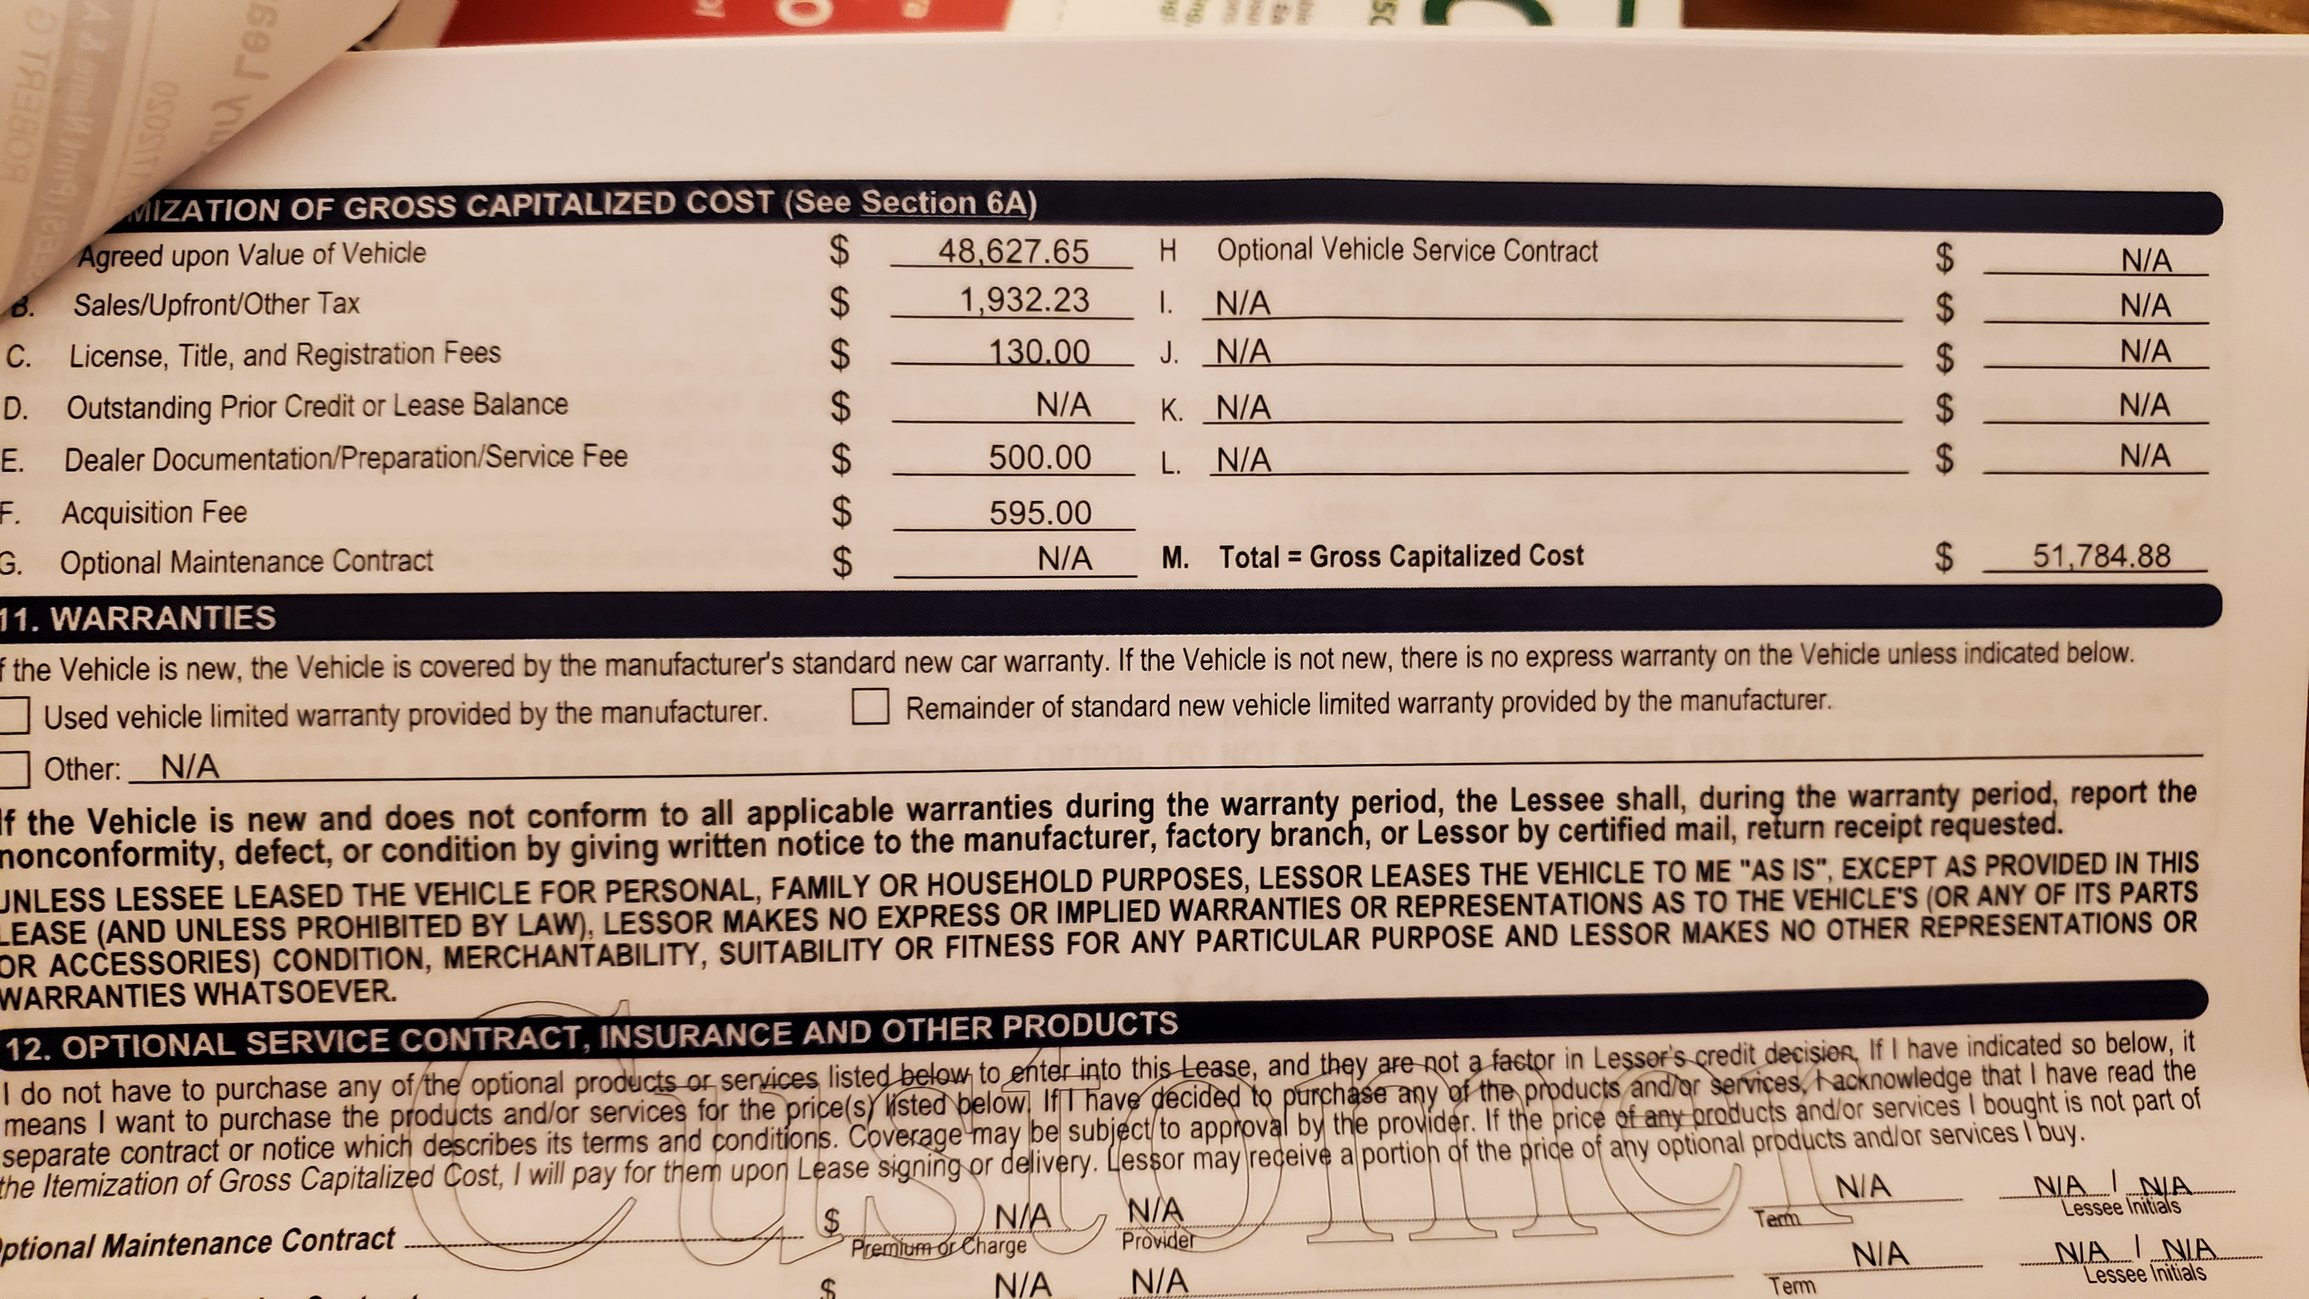 MIZATION OF GROSS CAPITALIZED COST (See Section 6A)
Agreed upon Value of Vehicle $ 48,627.65
B. Sales/Upfront/Other Tax $ 1,932.23
C. License, Title, and Registration Fees $ 130.00
D. Outstanding Prior Credit or Lease Balance $ N/A
E. Dealer Documentation/Preparation/Service Fee $ 500.00
F. Acquisition Fee $ 595.00
G. Optional Maintenance Contract $ N/A
H Optional Vehicle Service Contract $ N/A
I. N/A $ N/A
J. N/A $ N/A
K. N/A $ N/A
L. N/A $ N/A
M. Total = Gross Capitalized Cost $ 51,784.88
11. WARRANTIES
f the Vehicle is new, the Vehicle is covered by the manufacturer's standard new car warranty. If the Vehicle is not new, there is no express warranty on the Vehicle unless indicated below.
Used vehicle limited warranty provided by the manufacturer. Remainder of standard new vehicle limited warranty provided by the manufacturer.
Other: N/A
If the Vehicle is new and does not conform to all applicable warranties during the warranty period, the Lessee shall, during the warranty period, report the
nonconformity, defect, or condition by giving written notice to the manufacturer, factory branch, or Lessor by certified mail, return receipt requested.
UNLESS LESSEE LEASED THE VEHICLE FOR PERSONAL, FAMILY OR HOUSEHOLD PURPOSES, LESSOR LEASES THE VEHICLE TO ME "AS IS", EXCEPT AS PROVIDED IN THIS
LEASE (AND UNLESS PROHIBITED BY LAW), LESSOR MAKES NO EXPRESS OR IMPLIED WARRANTIES OR REPRESENTATIONS AS TO THE VEHICLE'S (OR ANY OF ITS PARTS
OR ACCESSORIES) CONDITION, MERCHANTABILITY, SUITABILITY OR FITNESS FOR ANY PARTICULAR PURPOSE AND LESSOR MAKES NO OTHER REPRESENTATIONS OR
WARRANTIES WHATSOEVER.
12. OPTIONAL SERVICE CONTRACT, INSURANCE AND OTHER PRODUCTS
I do not have to purchase any of the optional products or services listed below to enter into this Lease, and they are not a factor in Lessor's credit decision. If I have indicated so below, it
means I want to purchase the products and/or services for the price(s) listed below. If I have decided to purchase any of the products and/or services, I acknowledge that I have read the
separate contract or notice which describes its terms and conditions. Coverage may be subject to approval by the provider. If the price of any products and/or services I bought is not part of
the Itemization of Gross Capitalized Cost, I will pay for them upon Lease signing or delivery. Lessor may receive a portion of the price of any optional products and/or services I buy.
Customer
ptional Maintenance Contract $ N/A N/A N/A N/A / N/A
Premium or Charge Provider Term Lessee Initials
$ N/A N/A N/A N/A / N/A
Term Lessee Initials